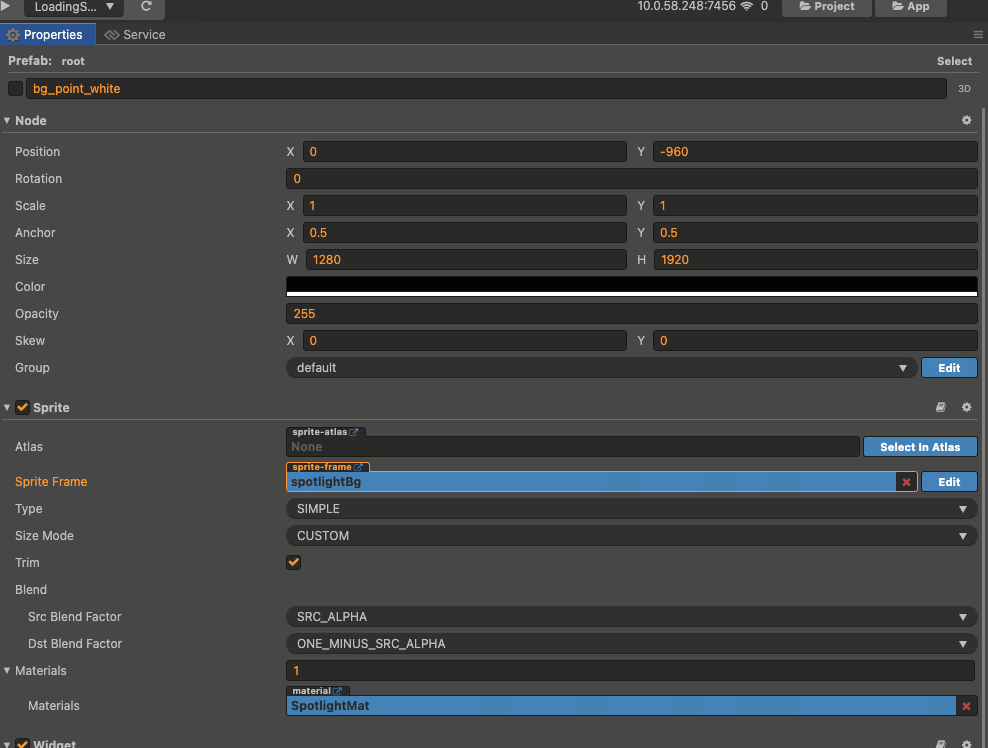 LoadingS... 10.0.58.248:7456 0 Project App
Properties Service
Prefab: root Select
bg_point_white 3D
Node
Position X 0 Y -960
Rotation 0
Scale X 1 Y 1
Anchor X 0.5 Y 0.5
Size W 1280 H 1920
Color
Opacity 255
Skew X 0 Y 0
Group default Edit
Sprite
sprite-atlas
Atlas None Select In Atlas
sprite-frame
Sprite Frame spotlightBg Edit
Type SIMPLE
Size Mode CUSTOM
Trim
Blend
Src Blend Factor SRC_ALPHA
Dst Blend Factor ONE_MINUS_SRC_ALPHA
Materials 1
material
Materials SpotlightMat
Widget